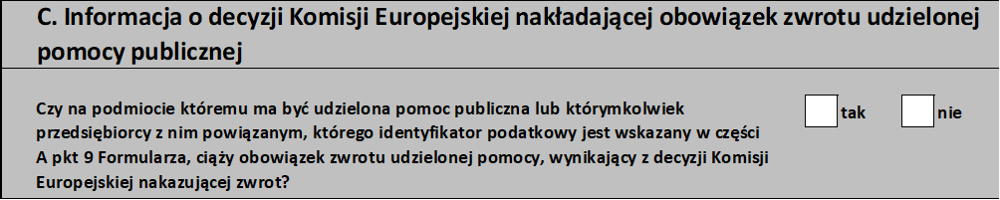 C. Informacja o decyzji Komisji Europejskiej nakładającej obowiązek zwrotu udzielonej
pomocy publicznej
Czy na podmiocie któremu ma być udzielona pomoc publiczna lub którymkolwiek
przedsiębiorcy z nim powiązanym, którego identyfikator podatkowy jest wskazany w części
A pkt 9 Formularza, ciąży obowiązek zwrotu udzielonej pomocy, wynikający z decyzji Komisji
Europejskiej nakazującej zwrot?
tak nie